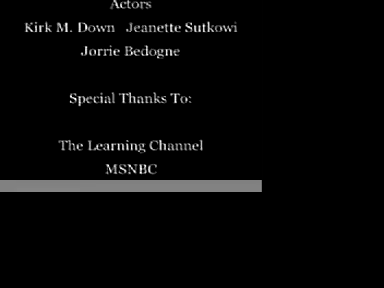 Actors
Kirk M. Down Jeanette Sutkowi
Jorrie Bedogne
Special Thanks To:
The Learning Channel
MSNBC